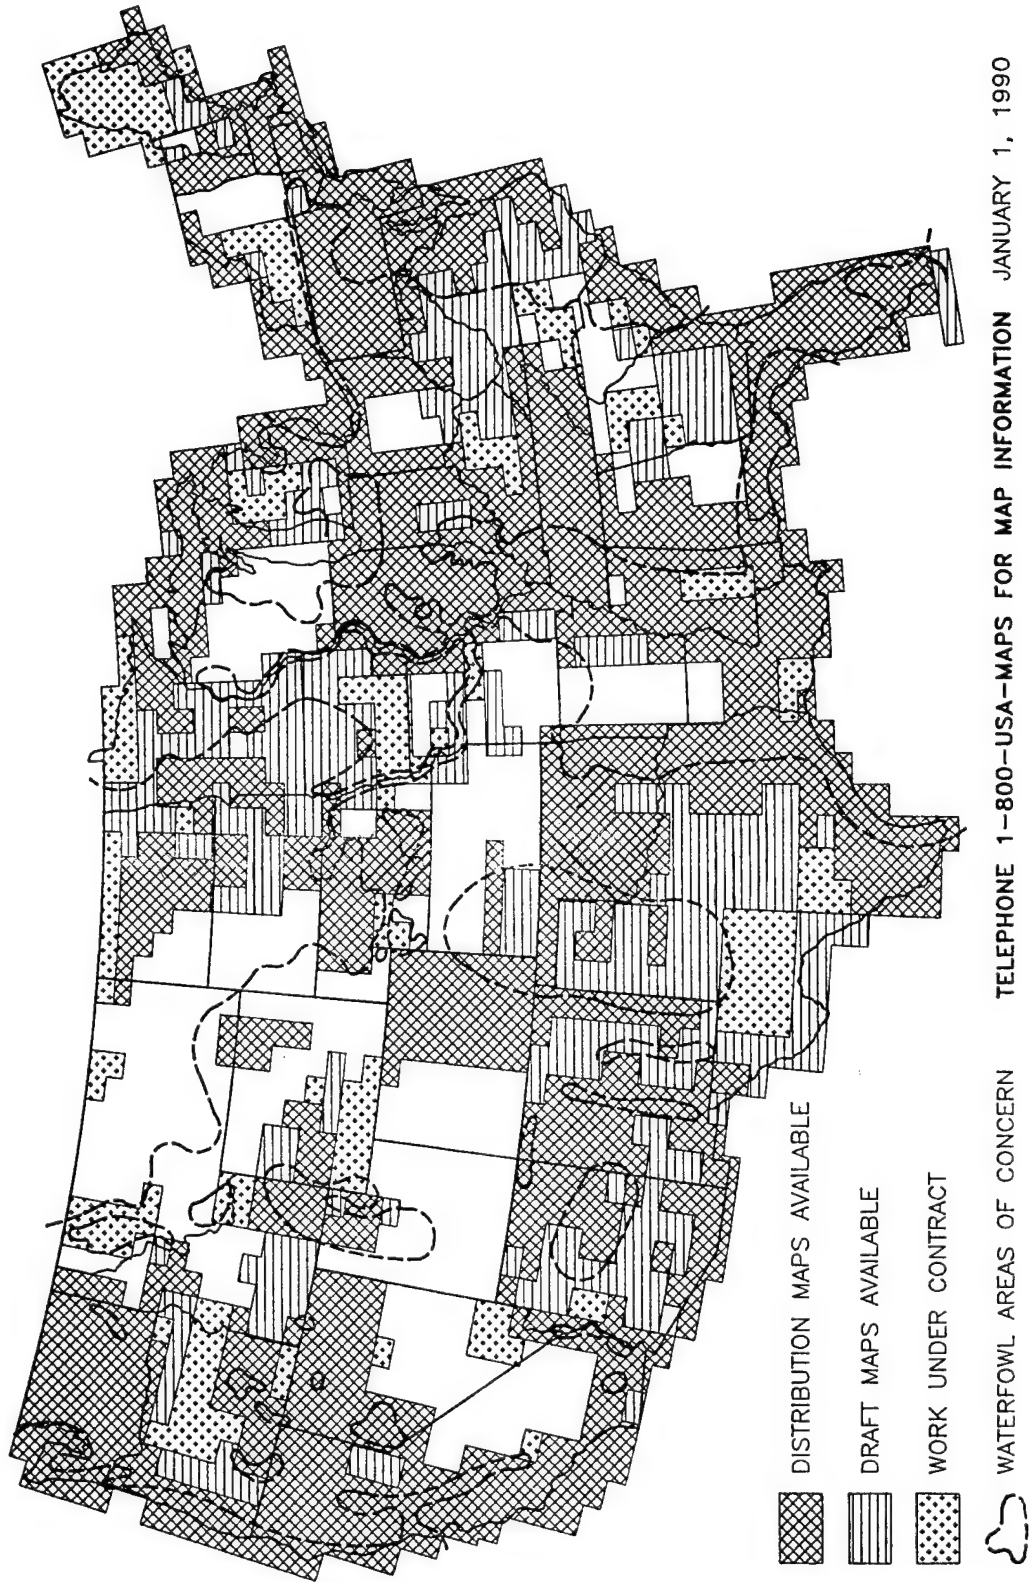 DISTRIBUTION MAPS AVAILABLE
DRAFT MAPS AVAILABLE
WORK UNDER CONTRACT
WATERFOWL AREAS OF CONCERN TELEPHONE 1-800-USA-MAPS FOR MAP INFORMATION JANUARY 1, 1990